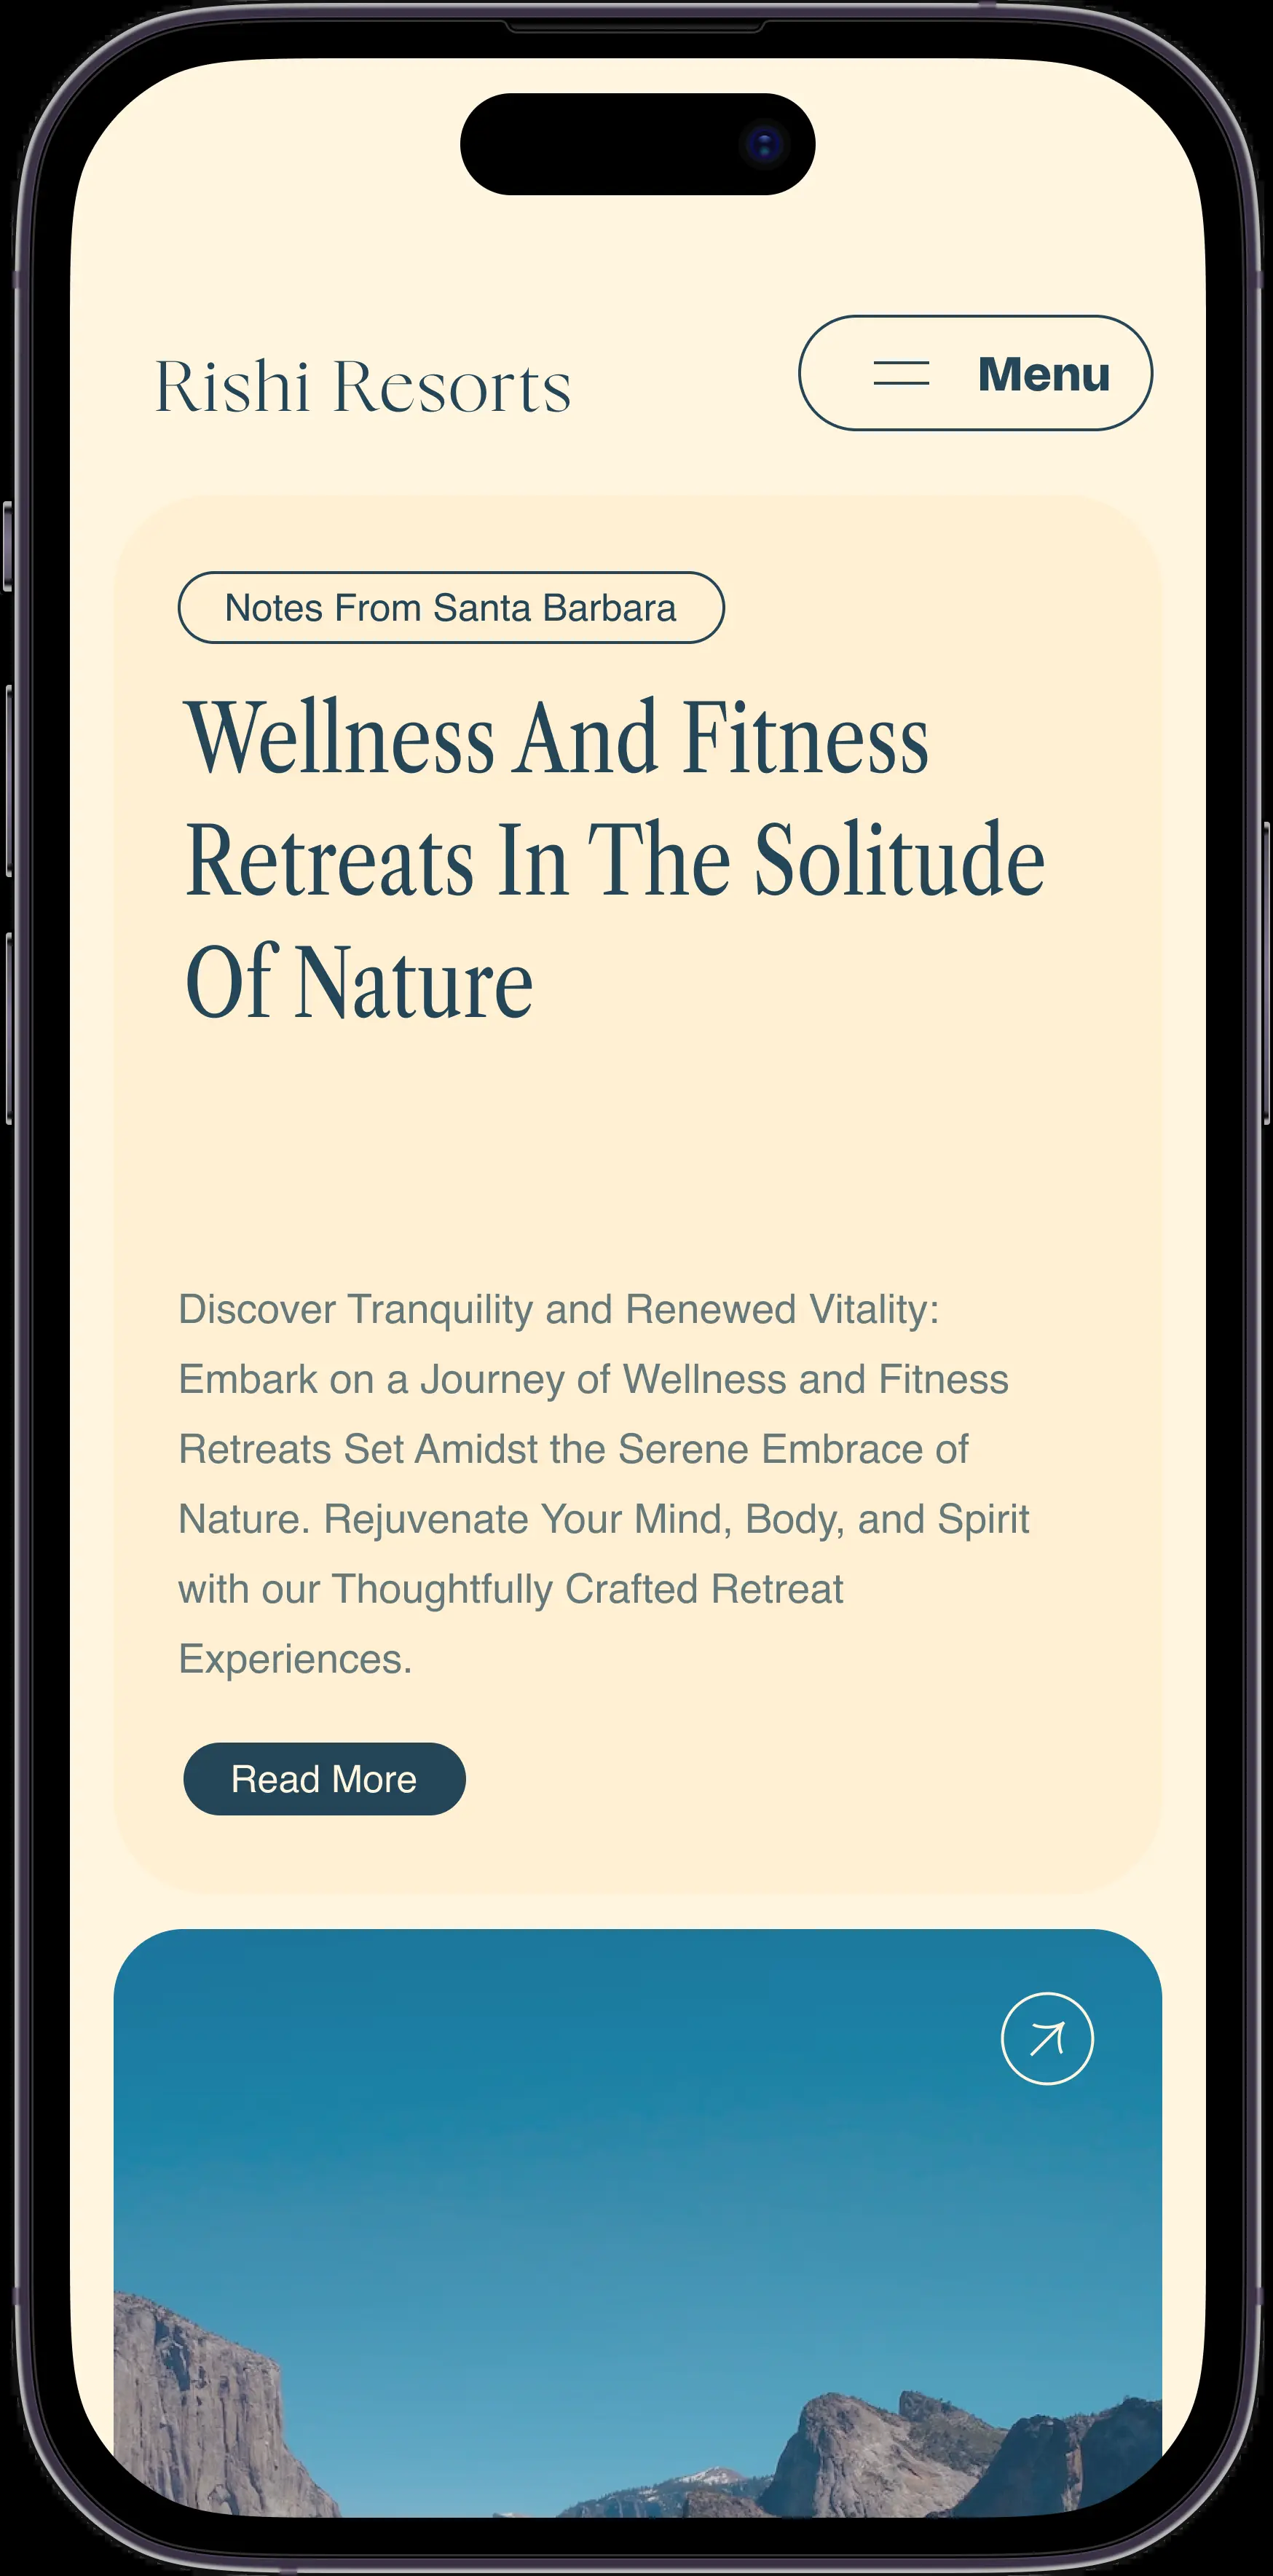 Rishi Resorts
Menu
Notes From Santa Barbara
Wellness And Fitness
Retreats In The Solitude
Of Nature
Discover Tranquility and Renewed Vitality:
Embark on a Journey of Wellness and Fitness
Retreats Set Amidst the Serene Embrace of
Nature. Rejuvenate Your Mind, Body, and Spirit
with our Thoughtfully Crafted Retreat
Experiences.
Read More